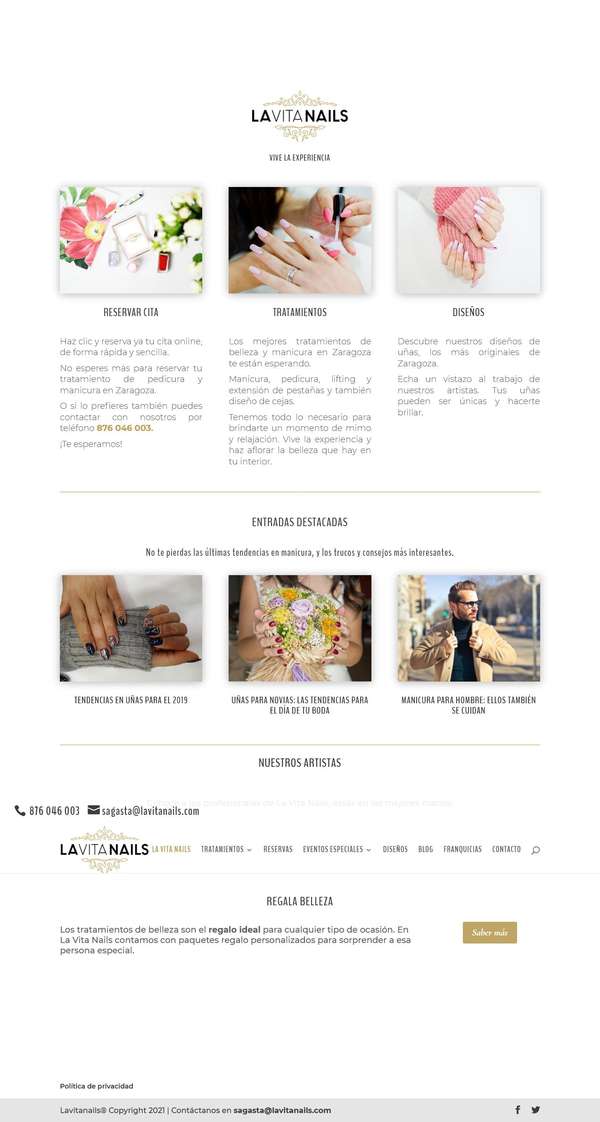 LAVITANAILS
VIVE LA EXPERIENCIA
RESERVAR CITA
Haz clic y reserva ya tu cita online,
de forma rápida y sencilla.
No esperes más para reservar tu
tratamiento de pedicura y
manicura en Zaragoza.
O si lo prefieres también puedes
contactar con nosotros por
teléfono 876 046 003.
¡Te esperamos!
TRATAMIENTOS
Los mejores tratamientos de
belleza y manicura en Zaragoza
te están esperando.
Manicura, pedicura, lifting y
extensión de pestañas y también
diseño de cejas.
Tenemos todo lo necesario para
brindarte un momento de mimo
y relajación. Vive la experiencia y
haz aflorar la belleza que hay en
tu interior.
DISEÑOS
Descubre nuestros diseños de
uñas, los más originales de
Zaragoza.
Echa un vistazo al trabajo de
nuestros artistas. Tus uñas
pueden ser únicas y hacerte
brillar.
ENTRADAS DESTACADAS
No te pierdas las últimas tendencias en manicura, y los trucos y consejos más interesantes.
TENDENCIAS EN UÑAS PARA EL 2019
UÑAS PARA NOVIAS: LAS TENDENCIAS PARA
EL DÍA DE TU BODA
MANICURA PARA HOMBRE: ELLOS TAMBIÉN
SE CUIDAN
NUESTROS ARTISTAS
876 046 003 sagasta@lavitanails.com
LAVITANAILS LA VITA NAILS TRATAMIENTOS RESERVAS EVENTOS ESPECIALES DISEÑOS BLOG FRANQUICIAS CONTACTO
REGALA BELLEZA
Los tratamientos de belleza son el regalo ideal para cualquier tipo de ocasión. En
La Vita Nails contamos con paquetes regalo personalizados para sorprender a esa
persona especial.
Saber más
Política de privacidad
Lavitanails® Copyright 2021 | Contáctanos en sagasta@lavitanails.com